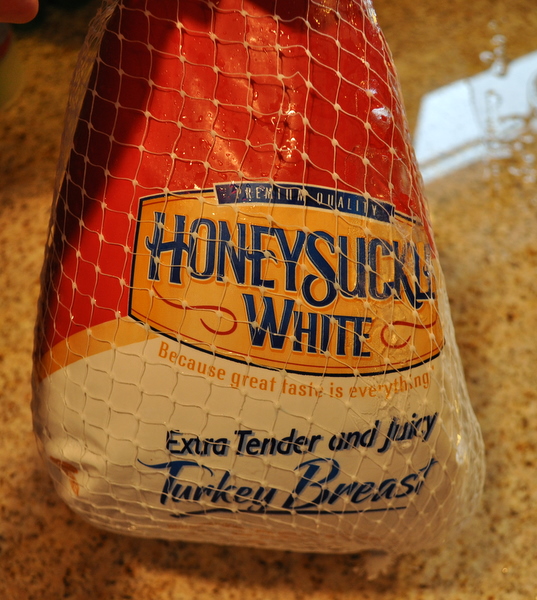 PREMIUM QUALITY
HONEYSUCKLE
WHITE
Because great taste is everything
Extra Tender and Juicy
Turkey Breast